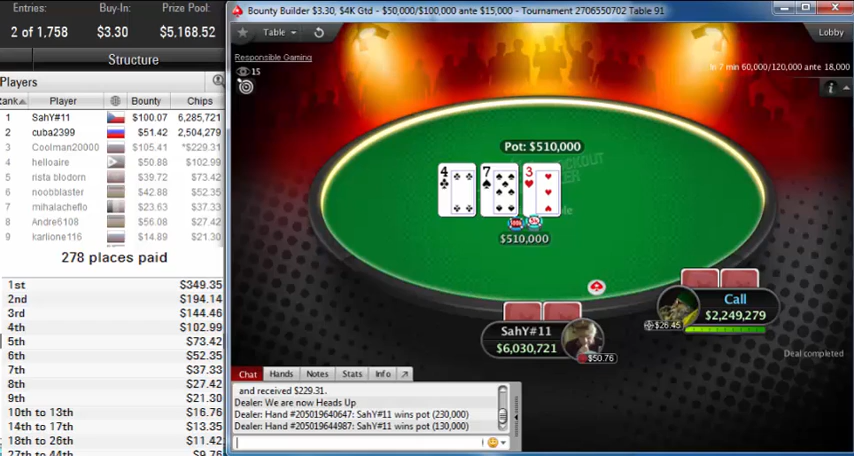 Entries: Buy-In: Prize Pool:
2 of 1,758 $3.30 $5,168.52
Structure
Players
Rank Player Bounty Chips
1 SahY#11 $100.07 6,285,721
2 cuba2399 $51.42 2,504,279
3 Coolman20000 $105.41 *$229.31
4 helloaire $50.88 $102.99
5 rista blodorn $39.72 $73.42
6 noobblaster $42.88 $52.35
7 mihalacheflo $23.63 $37.33
8 Andre6108 $56.08 $27.42
9 karlione116 $14.89 $21.30
278 places paid
1st $349.35
2nd $194.14
3rd $144.46
4th $102.99
5th $73.42
6th $52.35
7th $37.33
8th $27.42
9th $21.30
10th to 13th $16.76
14th to 17th $13.35
18th to 26th $11.42
27th to 44th $9.76
Bounty Builder $3.30, $4K Gtd - $50,000/$100,000 ante $15,000 - Tournament 2706550702 Table 91
Table Lobby
Responsible Gaming
15
In 7 min 60,000/120,000 ante 18,000
Pot: $510,000
4 7 3
$510,000
Call
$2,249,279
$26.45
SahY#11
$6,030,721
$50.76
Deal completed
Chat Hands Notes Stats Info
and received $229.31.
Dealer: We are now Heads Up
Dealer: Hand #205019640647: SahY#11 wins pot (230,000)
Dealer: Hand #205019644987: SahY#11 wins pot (130,000)